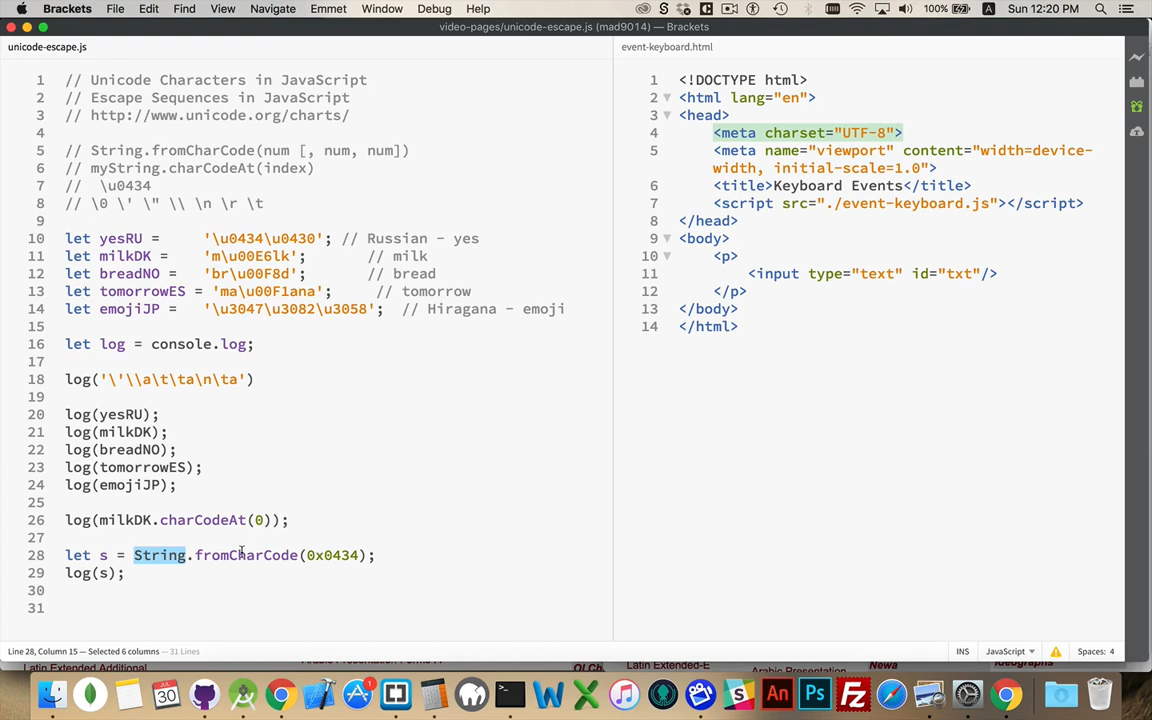 Brackets File Edit Find View Navigate Emmet Window Debug Help 100% Sun 12:20 PM
video-pages/unicode-escape.js (mad9014) — Brackets
unicode-escape.js
1 // Unicode Characters in JavaScript
2 // Escape Sequences in JavaScript
3 // http://www.unicode.org/charts/
4
5 // String.fromCharCode(num [, num, num])
6 // myString.charCodeAt(index)
7 //  \u0434
8 // \0 \' \" \\ \n \r \t
9
10 let yesRU =     '\u0434\u0430'; // Russian - yes
11 let milkDK =    'm\u00E6lk';       // milk
12 let breadNO =   'br\u00F8d';       // bread
13 let tomorrowES = 'ma\u00F1ana';     // tomorrow
14 let emojiJP =   '\u3047\u3082\u3058';  // Hiragana - emoji
15
16 let log = console.log;
17
18 log('\'\\a\t\ta\n\ta')
19
20 log(yesRU);
21 log(milkDK);
22 log(breadNO);
23 log(tomorrowES);
24 log(emojiJP);
25
26 log(milkDK.charCodeAt(0));
27
28 let s = String.fromCharCode(0x0434);
29 log(s);
30
31
event-keyboard.html
1 <!DOCTYPE html>
2 <html lang="en">
3 <head>
4 <meta charset="UTF-8">
5 <meta name="viewport" content="width=device-
width, initial-scale=1.0">
6 <title>Keyboard Events</title>
7 <script src="./event-keyboard.js"></script>
8 </head>
9 <body>
10 <p>
11 <input type="text" id="txt"/>
12 </p>
13 </body>
14 </html>
Line 28, Column 15 — Selected 6 columns — 31 Lines
INS JavaScript Spaces: 4
Latin Extended Additional Latin Extended-E Arabic Presentation Newa